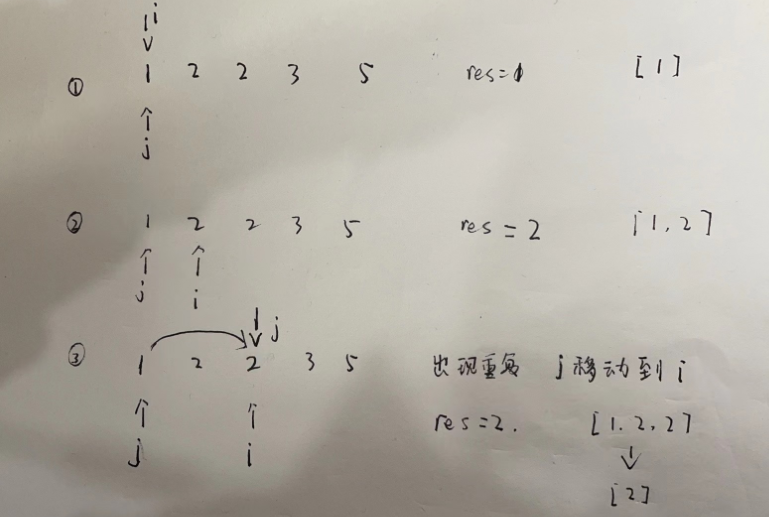 i
① 1 2 2 3 5 res=1 [1]
j
② 1 2 2 3 5 res=2 [1,2]
j i
j
③ 1 2 2 3 5 出现重复 j移动到i
res=2. [1.2,2]
j i
[2]